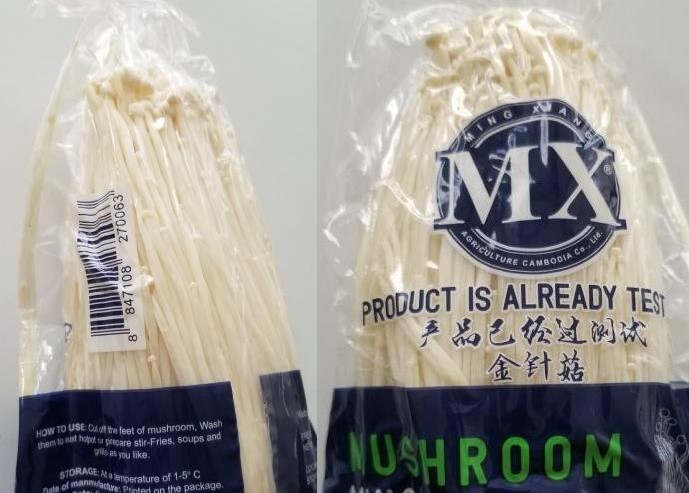 8 847108 270063
HOW TO USE: Cut off the feet of mushroom, Wash
them to eat hotpot or prepare stir-Fries, soups and
grills as you like.
STORAGE: At a temperature of 1-5° C
Date of manufacture: Printed on the package.
MING XIANG
MX®
AGRICULTURE CAMBODIA Co., Ltd.
PRODUCT IS ALREADY TEST
产品已经过测试
金针菇
MUSHROOM